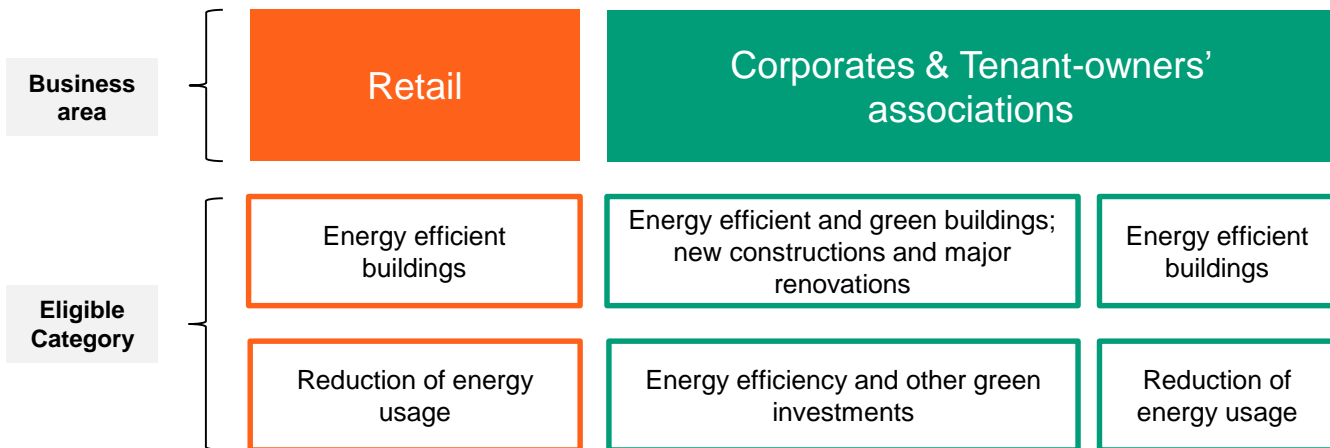 Business
area
Retail
Corporates & Tenant-owners’
associations
Eligible
Category
Energy efficient
buildings
Energy efficient and green buildings;
new constructions and major
renovations
Energy efficient
buildings
Reduction of energy
usage
Energy efficiency and other green
investments
Reduction of
energy usage